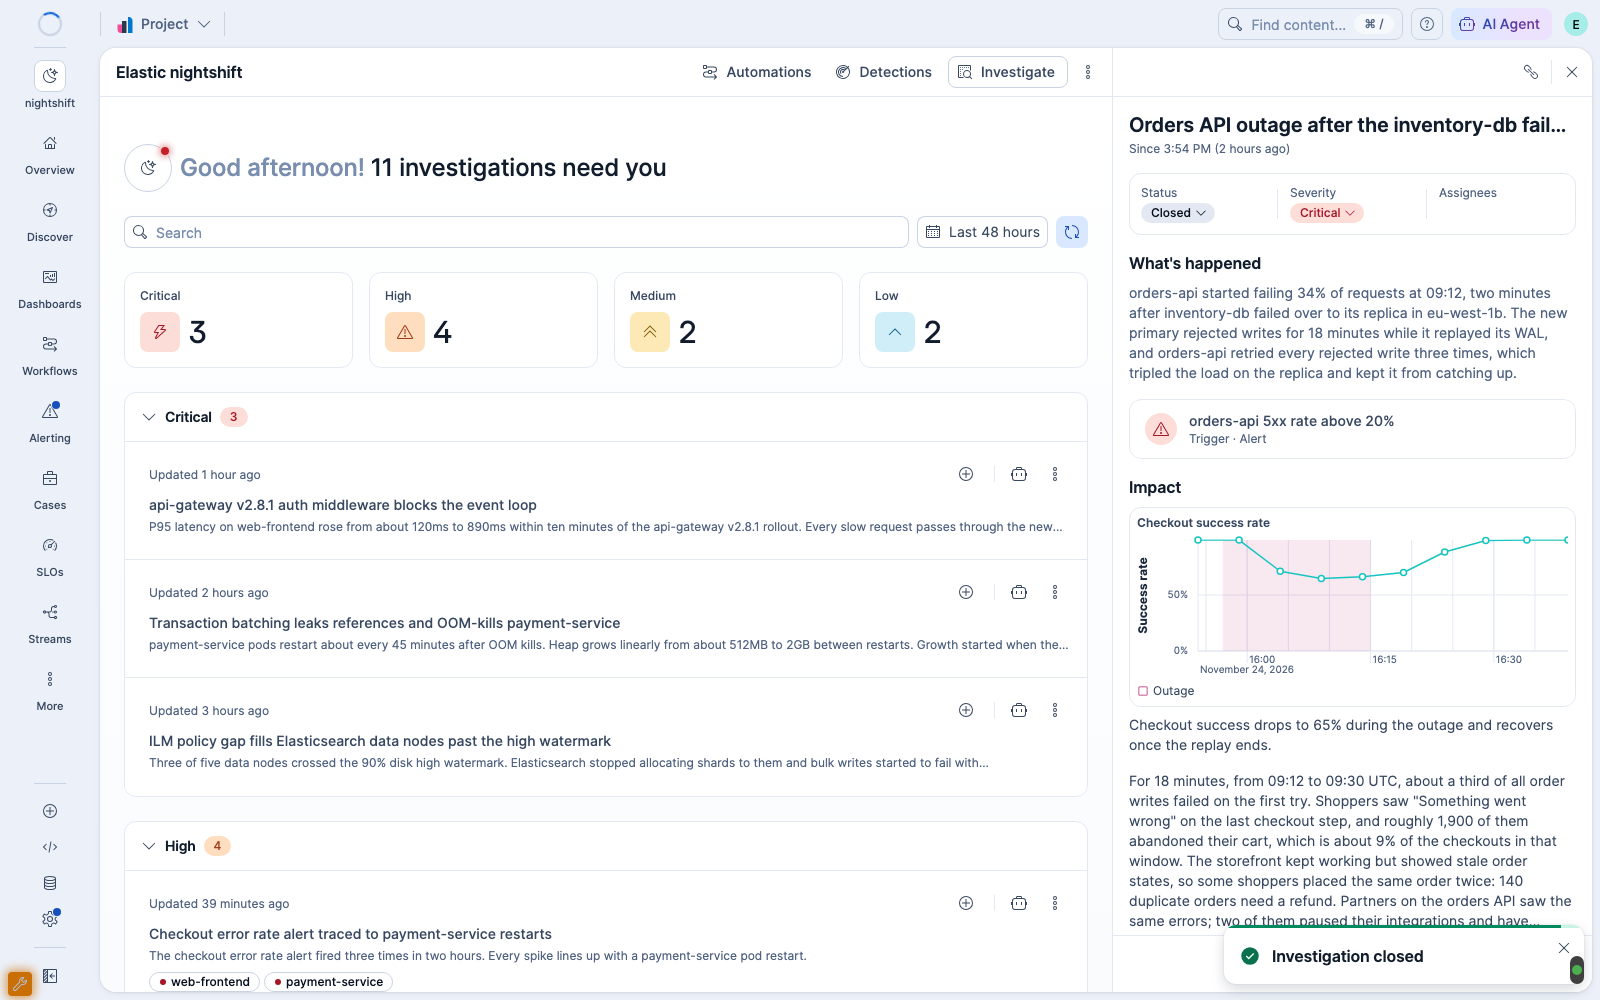 Project
Find content...
⌘ /
AI Agent
E
nightshift
Overview
Discover
Dashboards
Workflows
Alerting
Cases
SLOs
Streams
More
Elastic nightshift
Automations
Detections
Investigate
Good afternoon! 11 investigations need you
Search
Last 48 hours
Critical
3
High
4
Medium
2
Low
2
Critical
3
Updated 1 hour ago
api-gateway v2.8.1 auth middleware blocks the event loop
P95 latency on web-frontend rose from about 120ms to 890ms within ten minutes of the api-gateway v2.8.1 rollout. Every slow request passes through the new...
Updated 2 hours ago
Transaction batching leaks references and OOM-kills payment-service
payment-service pods restart about every 45 minutes after OOM kills. Heap grows linearly from about 512MB to 2GB between restarts. Growth started when the...
Updated 3 hours ago
ILM policy gap fills Elasticsearch data nodes past the high watermark
Three of five data nodes crossed the 90% disk high watermark. Elasticsearch stopped allocating shards to them and bulk writes started to fail with...
High
4
Updated 39 minutes ago
Checkout error rate alert traced to payment-service restarts
The checkout error rate alert fired three times in two hours. Every spike lines up with a payment-service pod restart.
web-frontend
payment-service
Orders API outage after the inventory-db fail...
Since 3:54 PM (2 hours ago)
Status
Closed
Severity
Critical
Assignees
What's happened
orders-api started failing 34% of requests at 09:12, two minutes
after inventory-db failed over to its replica in eu-west-1b. The new
primary rejected writes for 18 minutes while it replayed its WAL,
and orders-api retried every rejected write three times, which
tripled the load on the replica and kept it from catching up.
orders-api 5xx rate above 20%
Trigger · Alert
Impact
Checkout success rate
Success rate
50%
0%
16:00
16:15
16:30
November 24, 2026
Outage
Checkout success drops to 65% during the outage and recovers
once the replay ends.
For 18 minutes, from 09:12 to 09:30 UTC, about a third of all order
writes failed on the first try. Shoppers saw "Something went
wrong" on the last checkout step, and roughly 1,900 of them
abandoned their cart, which is about 9% of the checkouts in that
window. The storefront kept working but showed stale order
states, so some shoppers placed the same order twice: 140
duplicate orders need a refund. Partners on the orders API saw the
same errors; two of them paused their integrations and have...
Investigation closed